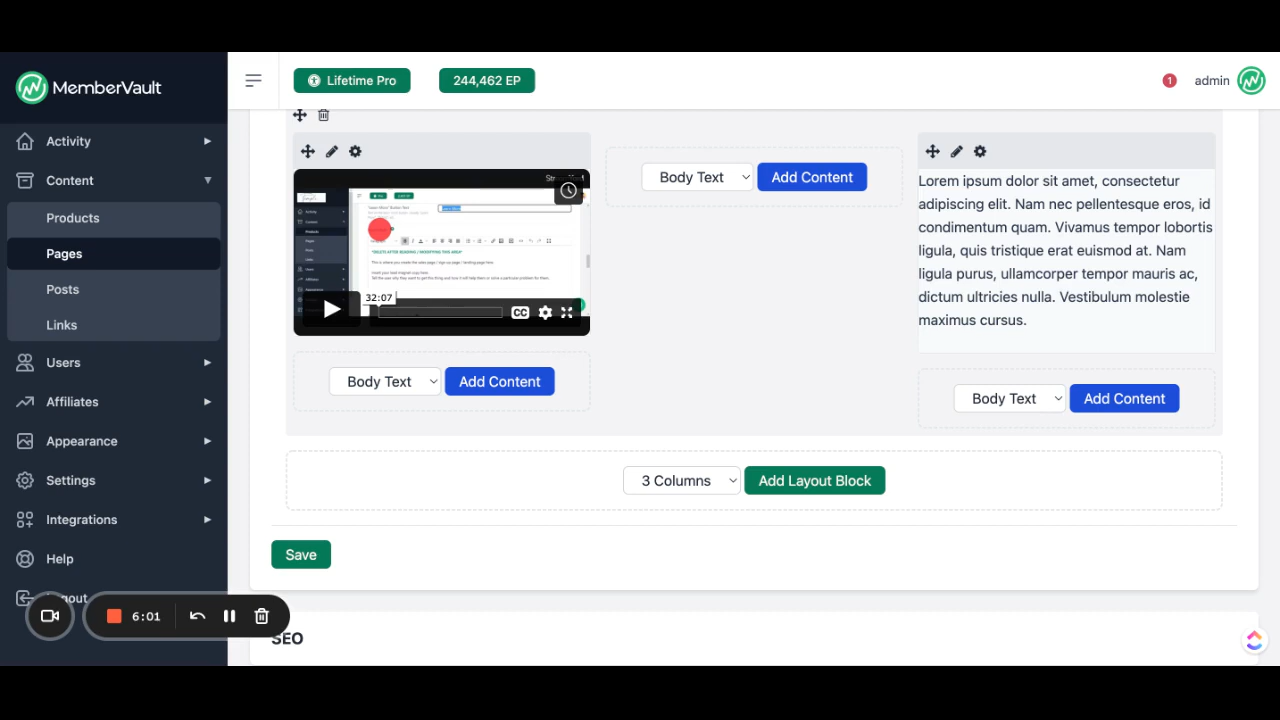 MemberVault
Lifetime Pro
244,462 EP
1
admin
Activity
Content
Products
Pages
Posts
Links
Users
Affiliates
Appearance
Settings
Integrations
Help
6:01
32:07
CC
Body Text
Add Content
Body Text
Add Content
Lorem ipsum dolor sit amet, consectetur
adipiscing elit. Nam nec pellentesque eros, id
condimentum quam. Vivamus tempor lobortis
ligula, quis tristique erat euismod at. Nam
ligula purus, ullamcorper tempor mauris ac,
dictum ultricies nulla. Vestibulum molestie
maximus cursus.
Body Text
Add Content
3 Columns
Add Layout Block
Save
SEO